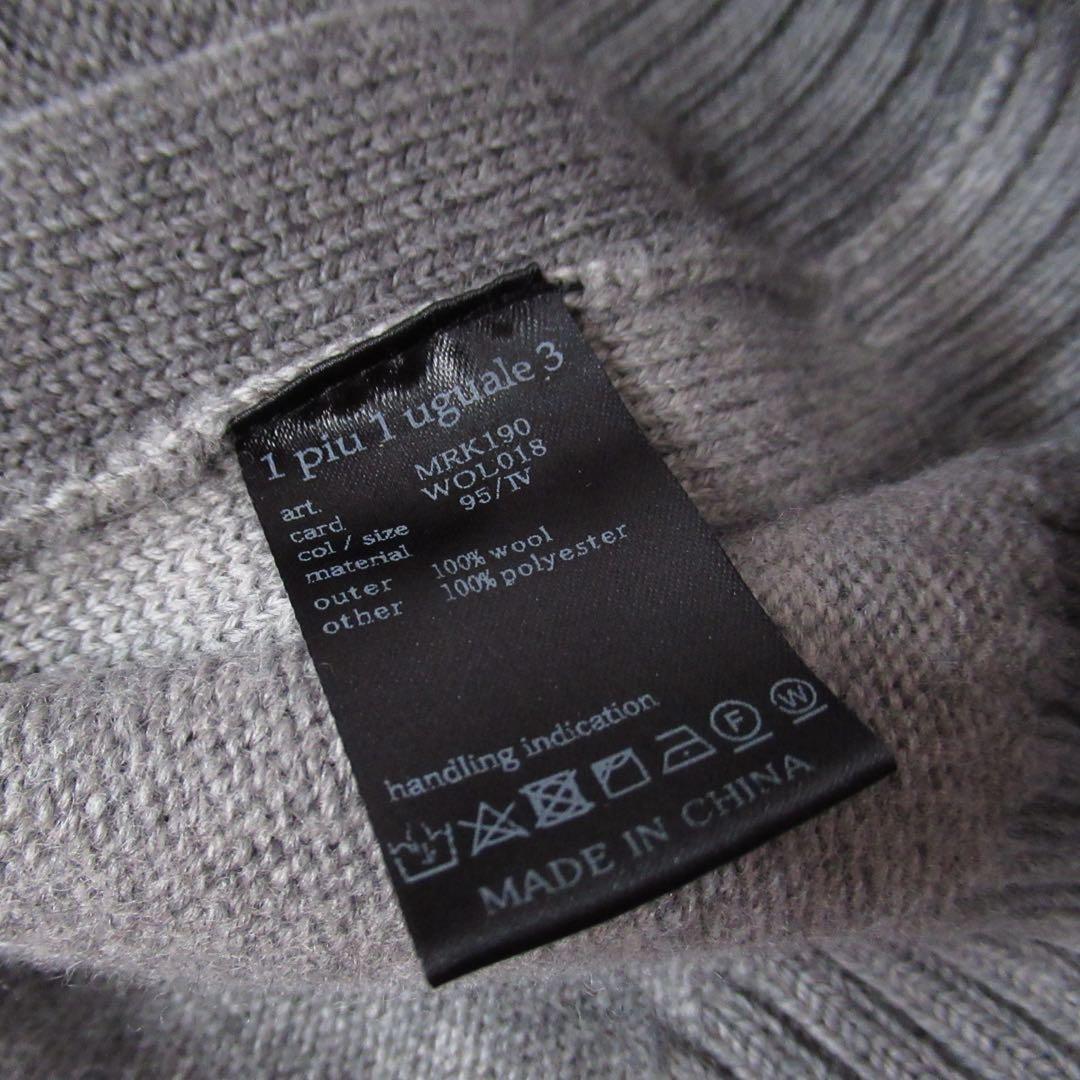 1 piu 1 uguale 3
art. MRK190
card. WOL018
col / size 95/IV
material
outer 100% wool
other 100% polyester
handling indication
F W
MADE IN CHINA